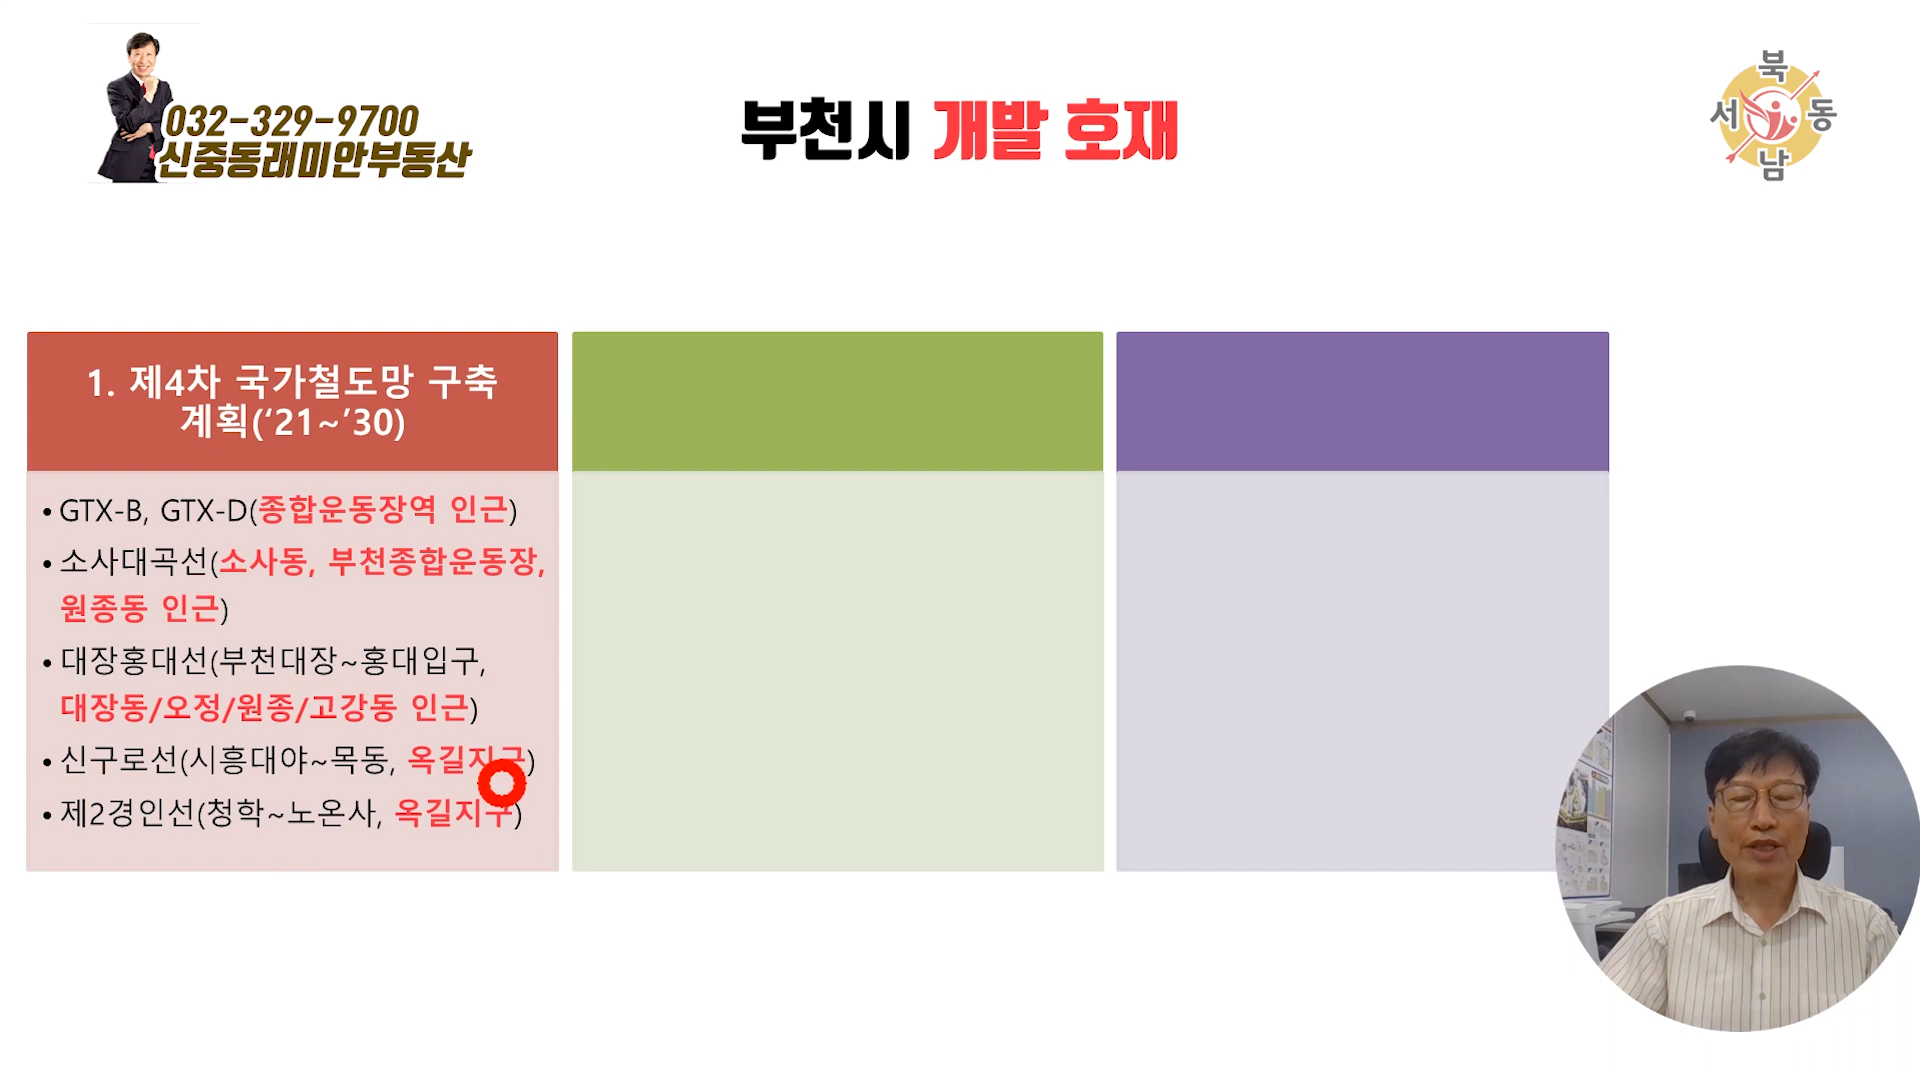 032-329-9700
신중동래미안부동산
부천시 개발 호재
북
서 동
남
1. 제4차 국가철도망 구축
계획(‘21~’30)
• GTX-B, GTX-D(종합운동장역 인근)
• 소사대곡선(소사동, 부천종합운동장,
원종동 인근)
• 대장홍대선(부천대장~홍대입구,
대장동/오정/원종/고강동 인근)
• 신구로선(시흥대야~목동, 옥길지구)
• 제2경인선(청학~노온사, 옥길지구)